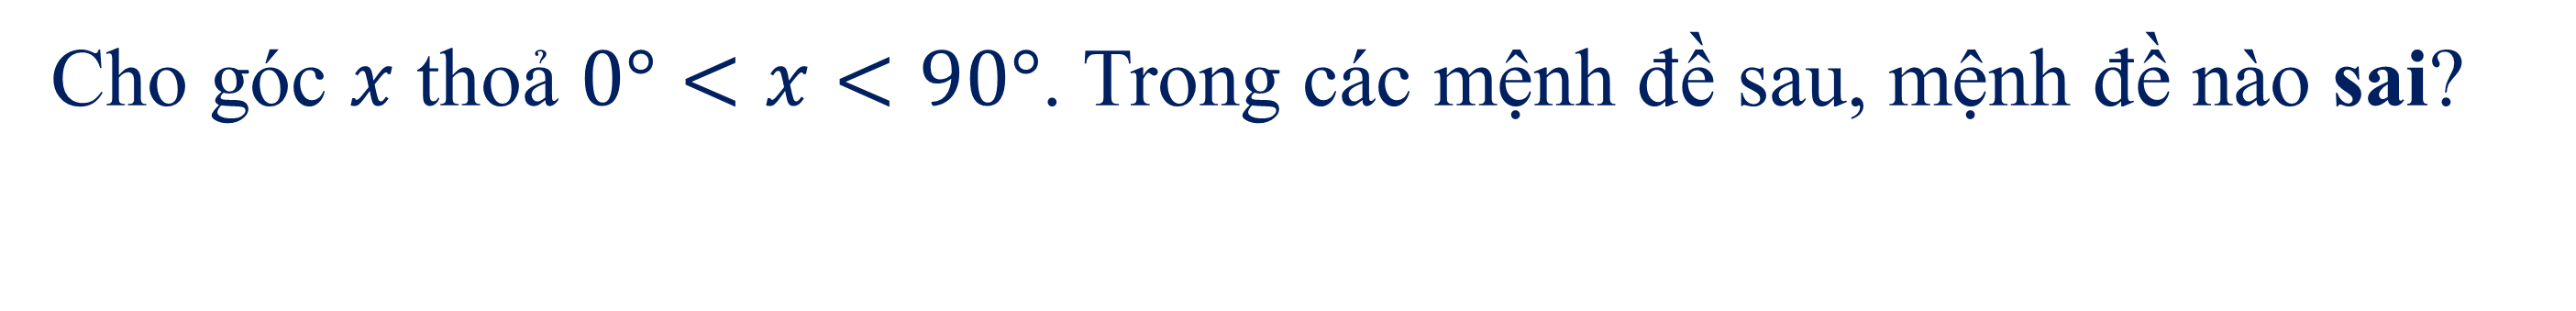 Cho góc x thoả 0° < x < 90°. Trong các mệnh đề sau, mệnh đề nào sai?